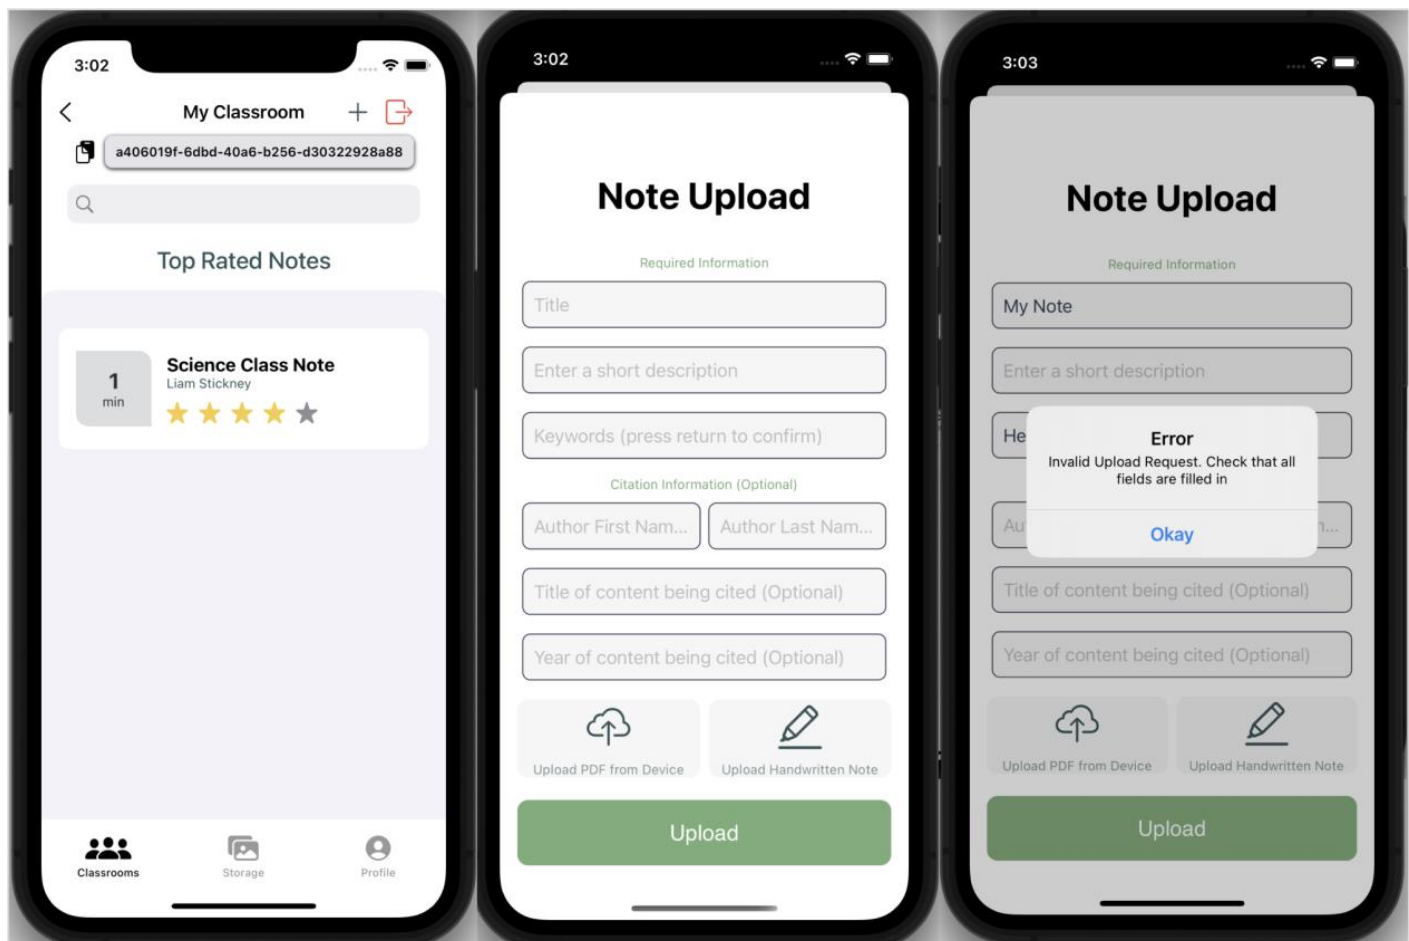 3:02
My Classroom
a406019f-6dbd-40a6-b256-d30322928a88
Top Rated Notes
1
min
Science Class Note
Liam Stickney
Classrooms
Storage
Profile
3:02
Note Upload
Required Information
Title
Enter a short description
Keywords (press return to confirm)
Citation Information (Optional)
Author First Nam...
Author Last Nam...
Title of content being cited (Optional)
Year of content being cited (Optional)
Upload PDF from Device
Upload Handwritten Note
Upload
3:03
Note Upload
Required Information
My Note
Enter a short description
He
Error
Invalid Upload Request. Check that all
fields are filled in
Okay
Au
...
Title of content being cited (Optional)
Year of content being cited (Optional)
Upload PDF from Device
Upload Handwritten Note
Upload